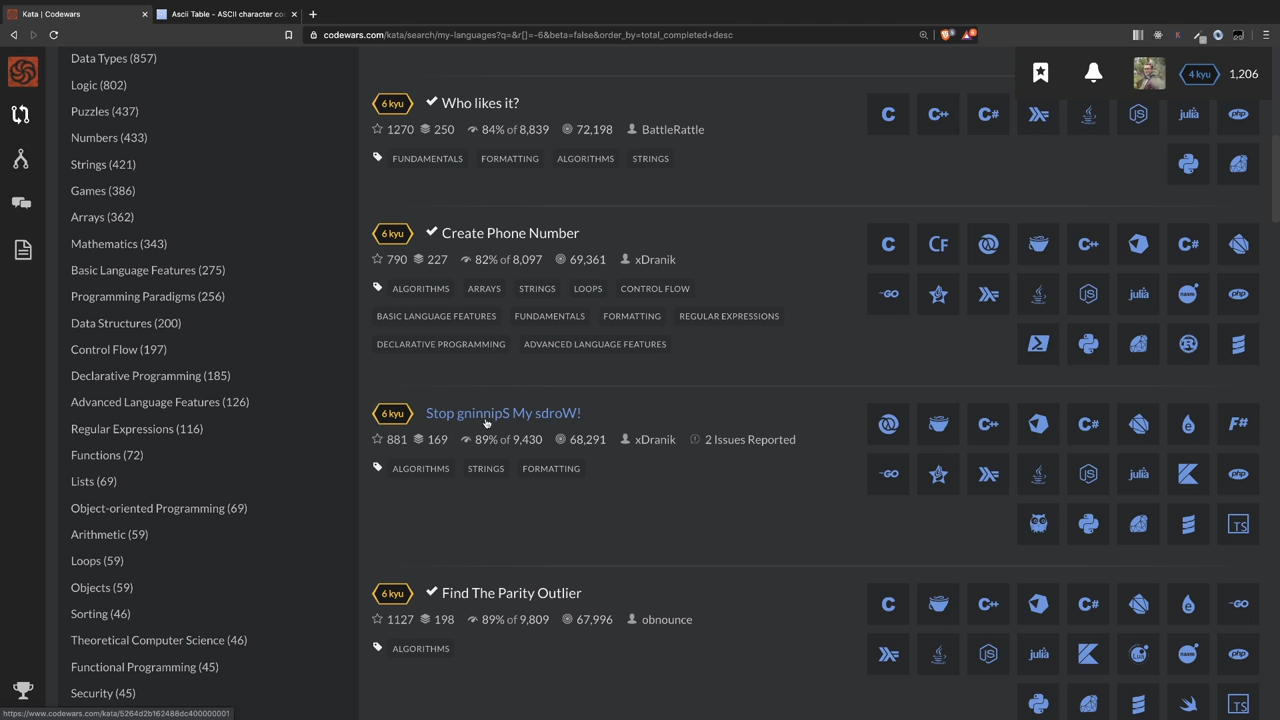 Kata | Codewars
Ascii Table - ASCII character co
codewars.com/kata/search/my-languages?q=&r[]=-6&beta=false&order_by=total_completed+desc
4 kyu
1,206
Data Types (857)
Logic (802)
Puzzles (437)
Numbers (433)
Strings (421)
Games (386)
Arrays (362)
Mathematics (343)
Basic Language Features (275)
Programming Paradigms (256)
Data Structures (200)
Control Flow (197)
Declarative Programming (185)
Advanced Language Features (126)
Regular Expressions (116)
Functions (72)
Lists (69)
Object-oriented Programming (69)
Arithmetic (59)
Loops (59)
Objects (59)
Sorting (46)
Theoretical Computer Science (46)
Functional Programming (45)
Security (45)
6 kyu Who likes it?
1270 250 84% of 8,839 72,198 BattleRattle
FUNDAMENTALS FORMATTING ALGORITHMS STRINGS
6 kyu Create Phone Number
790 227 82% of 8,097 69,361 xDranik
ALGORITHMS ARRAYS STRINGS LOOPS CONTROL FLOW
BASIC LANGUAGE FEATURES FUNDAMENTALS FORMATTING REGULAR EXPRESSIONS
DECLARATIVE PROGRAMMING ADVANCED LANGUAGE FEATURES
6 kyu Stop gninnipS My sdroW!
881 169 89% of 9,430 68,291 xDranik 2 Issues Reported
ALGORITHMS STRINGS FORMATTING
6 kyu Find The Parity Outlier
1127 198 89% of 9,809 67,996 obnounce
ALGORITHMS
https://www.codewars.com/kata/5264d2b162488dc400000001